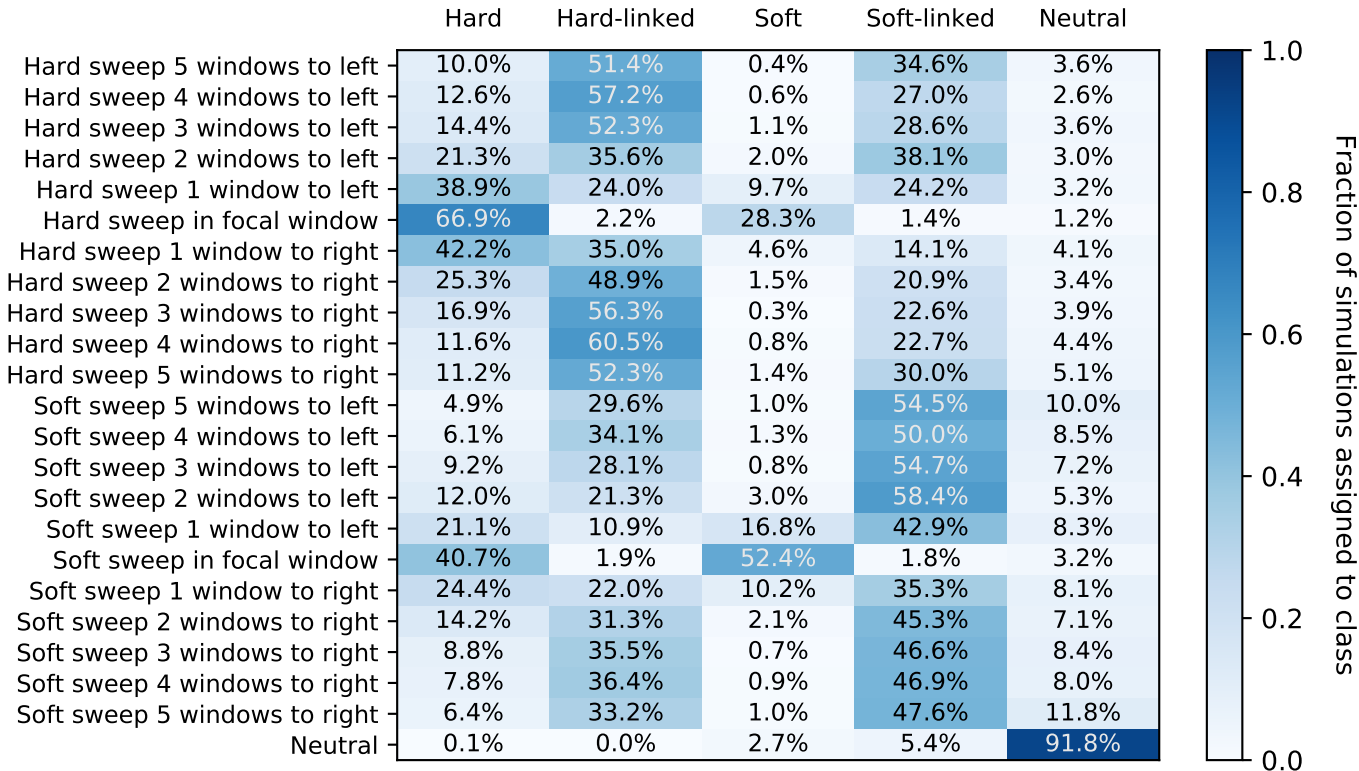 Hard Hard-linked Soft Soft-linked Neutral
Hard sweep 5 windows to left 10.0% 51.4% 0.4% 34.6% 3.6%
Hard sweep 4 windows to left 12.6% 57.2% 0.6% 27.0% 2.6%
Hard sweep 3 windows to left 14.4% 52.3% 1.1% 28.6% 3.6%
Hard sweep 2 windows to left 21.3% 35.6% 2.0% 38.1% 3.0%
Hard sweep 1 window to left 38.9% 24.0% 9.7% 24.2% 3.2%
Hard sweep in focal window 66.9% 2.2% 28.3% 1.4% 1.2%
Hard sweep 1 window to right 42.2% 35.0% 4.6% 14.1% 4.1%
Hard sweep 2 windows to right 25.3% 48.9% 1.5% 20.9% 3.4%
Hard sweep 3 windows to right 16.9% 56.3% 0.3% 22.6% 3.9%
Hard sweep 4 windows to right 11.6% 60.5% 0.8% 22.7% 4.4%
Hard sweep 5 windows to right 11.2% 52.3% 1.4% 30.0% 5.1%
Soft sweep 5 windows to left 4.9% 29.6% 1.0% 54.5% 10.0%
Soft sweep 4 windows to left 6.1% 34.1% 1.3% 50.0% 8.5%
Soft sweep 3 windows to left 9.2% 28.1% 0.8% 54.7% 7.2%
Soft sweep 2 windows to left 12.0% 21.3% 3.0% 58.4% 5.3%
Soft sweep 1 window to left 21.1% 10.9% 16.8% 42.9% 8.3%
Soft sweep in focal window 40.7% 1.9% 52.4% 1.8% 3.2%
Soft sweep 1 window to right 24.4% 22.0% 10.2% 35.3% 8.1%
Soft sweep 2 windows to right 14.2% 31.3% 2.1% 45.3% 7.1%
Soft sweep 3 windows to right 8.8% 35.5% 0.7% 46.6% 8.4%
Soft sweep 4 windows to right 7.8% 36.4% 0.9% 46.9% 8.0%
Soft sweep 5 windows to right 6.4% 33.2% 1.0% 47.6% 11.8%
Neutral 0.1% 0.0% 2.7% 5.4% 91.8%
1.0
0.8
0.6
0.4
0.2
0.0
Fraction of simulations assigned to class